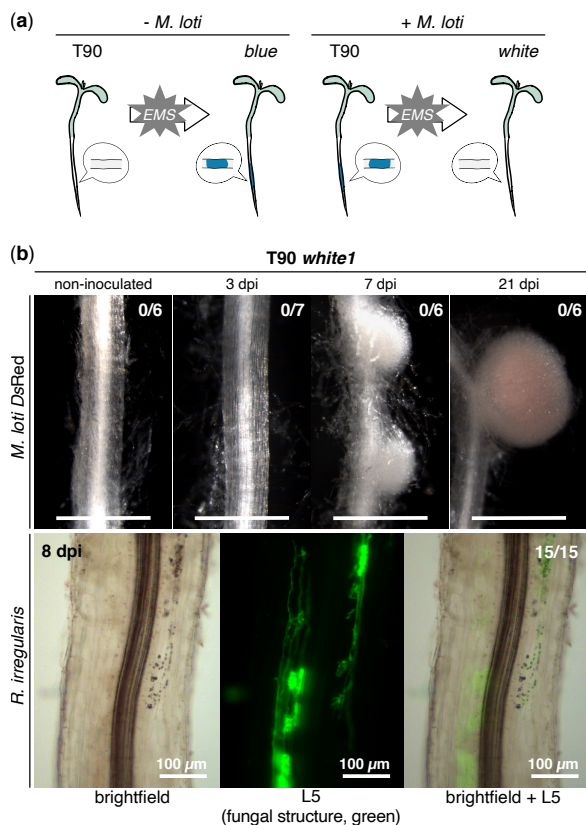 (a)
- M. loti
+ M. loti
T90
blue
T90
white
EMS
EMS
(b)
T90 white1
non-inoculated
3 dpi
7 dpi
21 dpi
M. loti DsRed
0/6
0/7
0/6
0/6
R. irregularis
8 dpi
15/15
100 µm
100 µm
100 µm
brightfield
L5
(fungal structure, green)
brightfield + L5